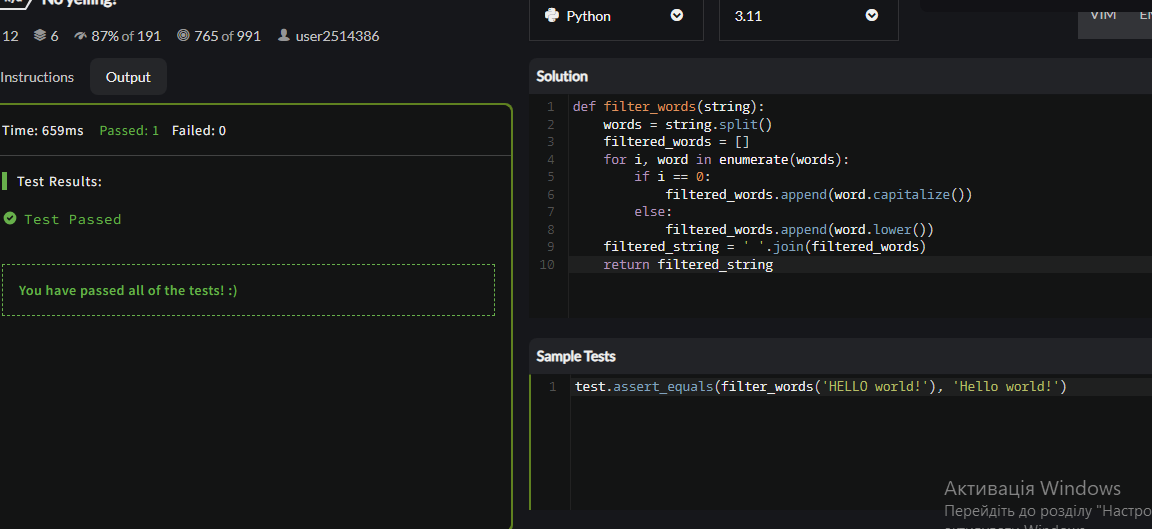 No yelling!
12 6 87% of 191 765 of 991 user2514386
Instructions Output
Time: 659ms Passed: 1 Failed: 0
Test Results:
Test Passed
You have passed all of the tests! :)
Python 3.11 VIM
Solution
1 def filter_words(string):
2 words = string.split()
3 filtered_words = []
4 for i, word in enumerate(words):
5 if i == 0:
6 filtered_words.append(word.capitalize())
7 else:
8 filtered_words.append(word.lower())
9 filtered_string = ' '.join(filtered_words)
10 return filtered_string
Sample Tests
1 test.assert_equals(filter_words('HELLO world!'), 'Hello world!')
Активація Windows
Перейдіть до розділу "Настро